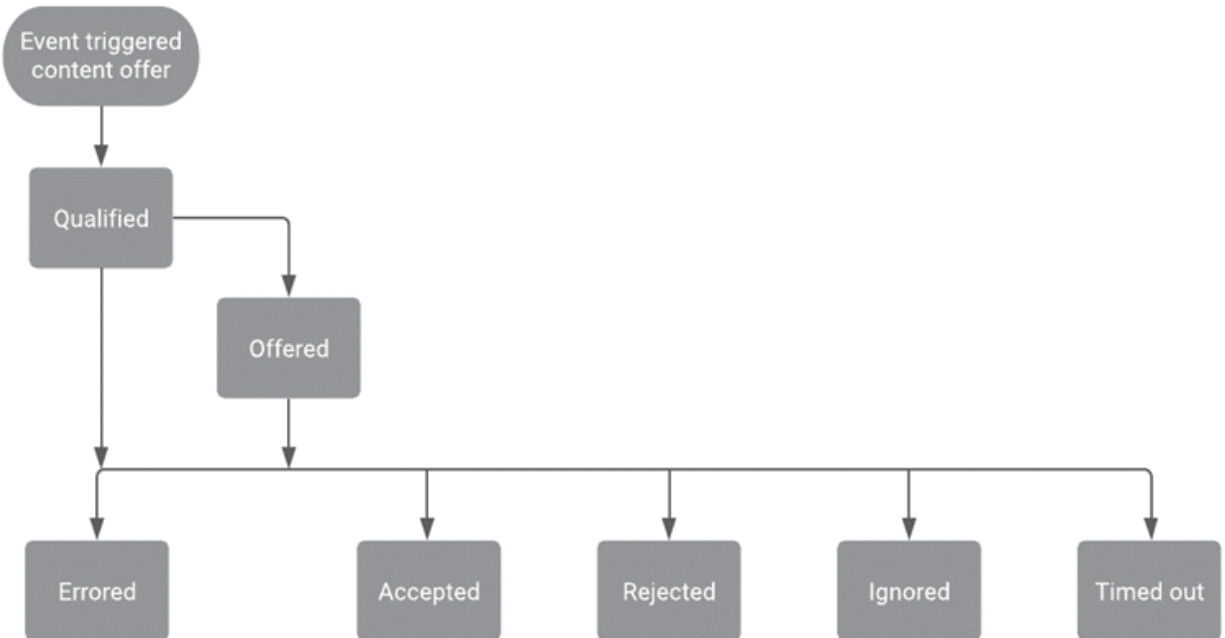 Event triggered
content offer
Qualified
Offered
Errored
Accepted
Rejected
Ignored
Timed out